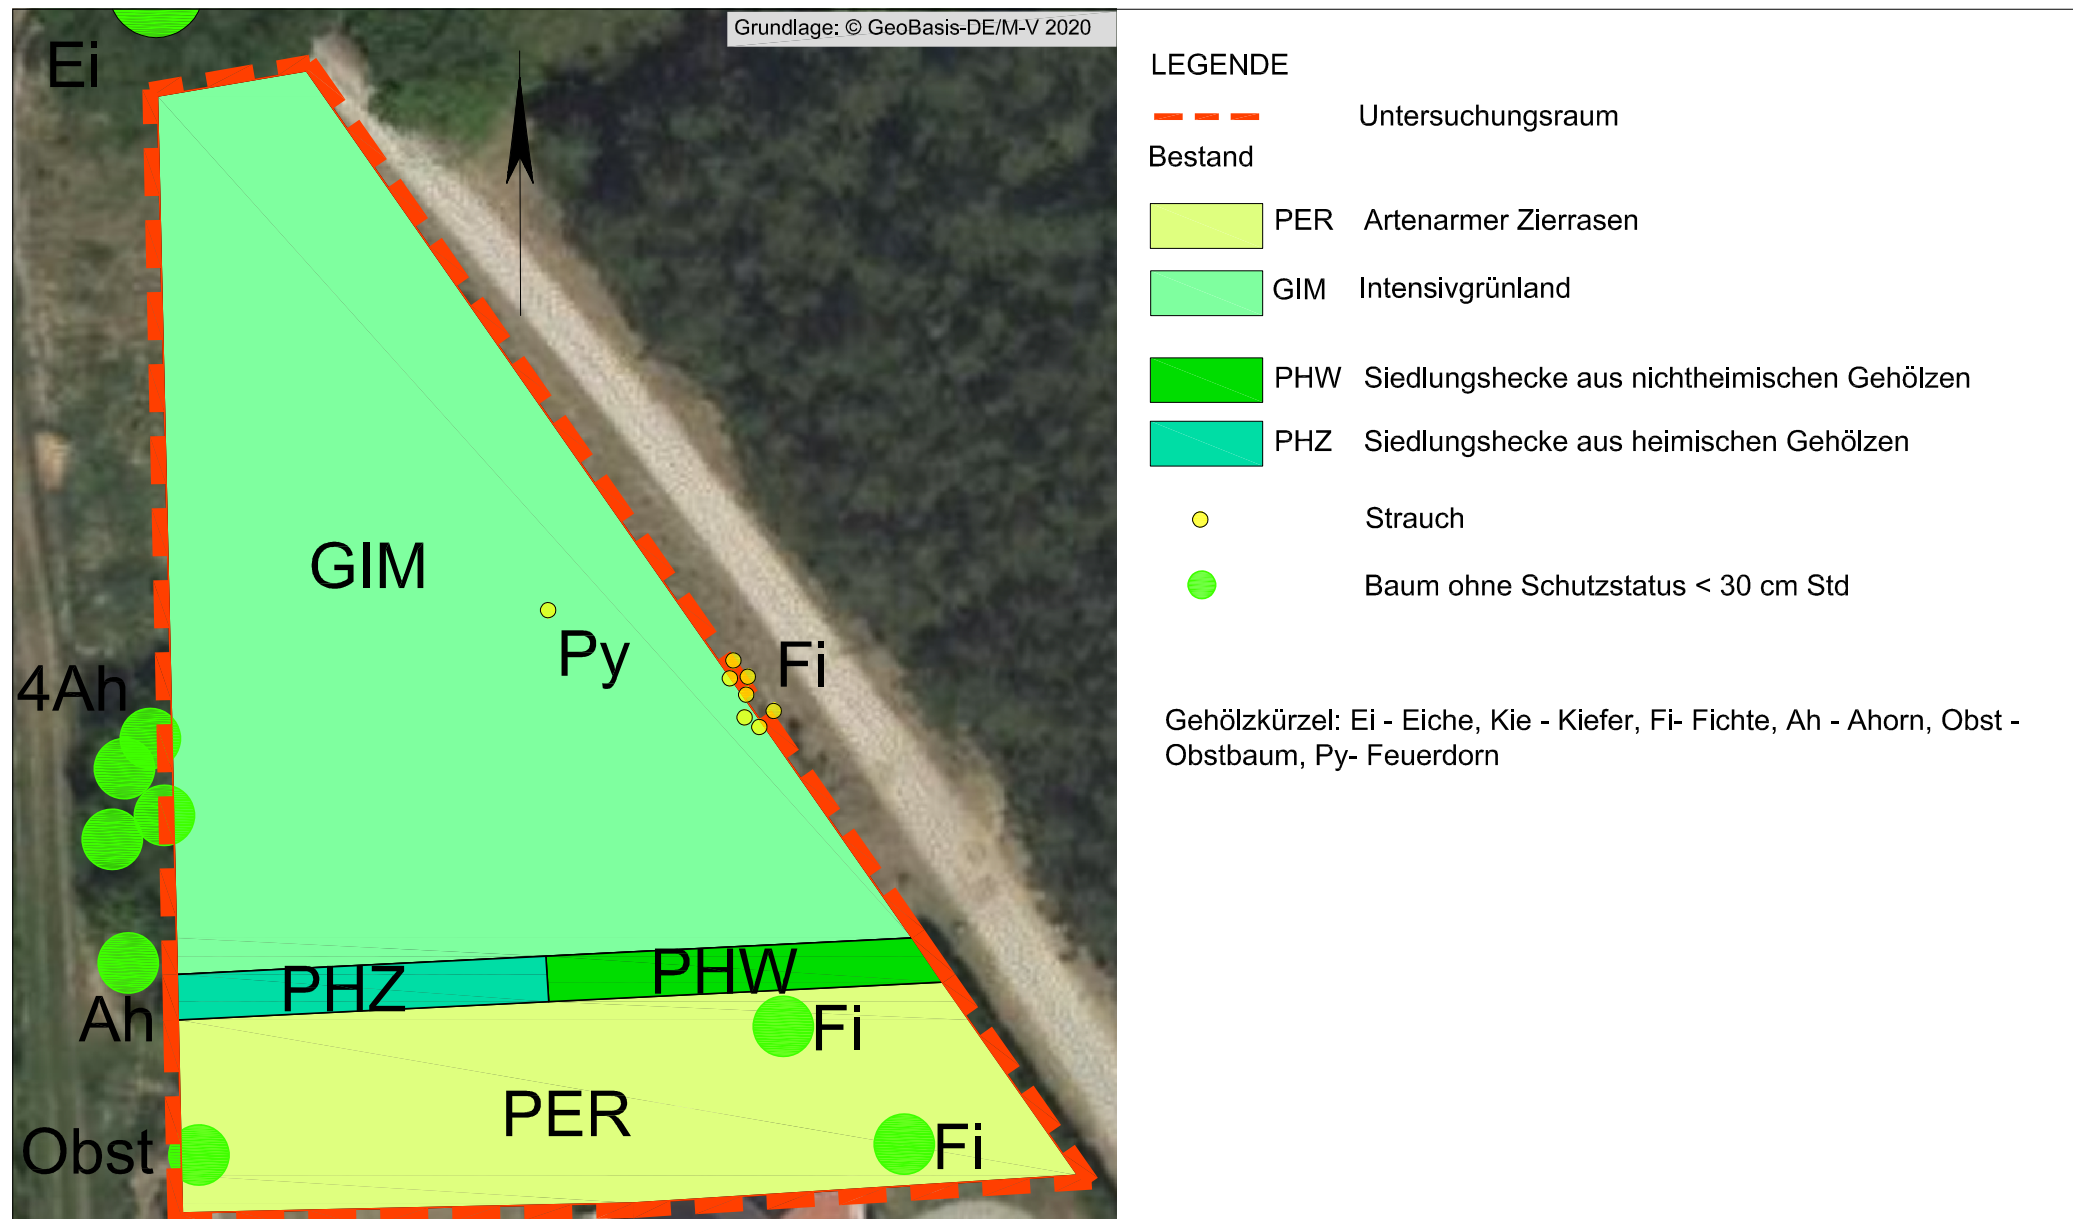 Grundlage: © GeoBasis-DE/M-V 2020
Ei
GIM
Py
Fi
4Ah
PHZ
PHW
Ah
Fi
PER
Obst
Fi
LEGENDE
Untersuchungsraum
Bestand
PER Artenarmer Zierrasen
GIM Intensivgrünland
PHW Siedlungshecke aus nichtheimischen Gehölzen
PHZ Siedlungshecke aus heimischen Gehölzen
Strauch
Baum ohne Schutzstatus < 30 cm Std
Gehölzkürzel: Ei - Eiche, Kie - Kiefer, Fi- Fichte, Ah - Ahorn, Obst -
Obstbaum, Py- Feuerdorn